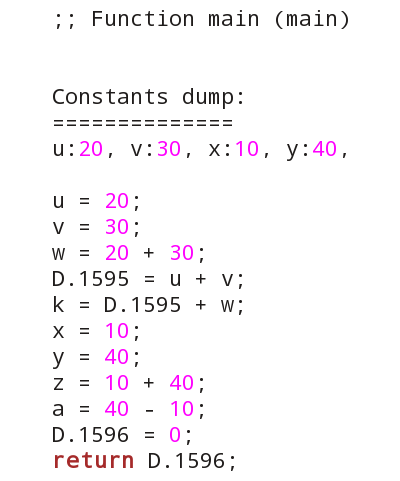 ;; Function main (main)
Constants dump:
==============
u:20, v:30, x:10, y:40,
u = 20;
v = 30;
w = 20 + 30;
D.1595 = u + v;
k = D.1595 + w;
x = 10;
y = 40;
z = 10 + 40;
a = 40 - 10;
D.1596 = 0;
return D.1596;